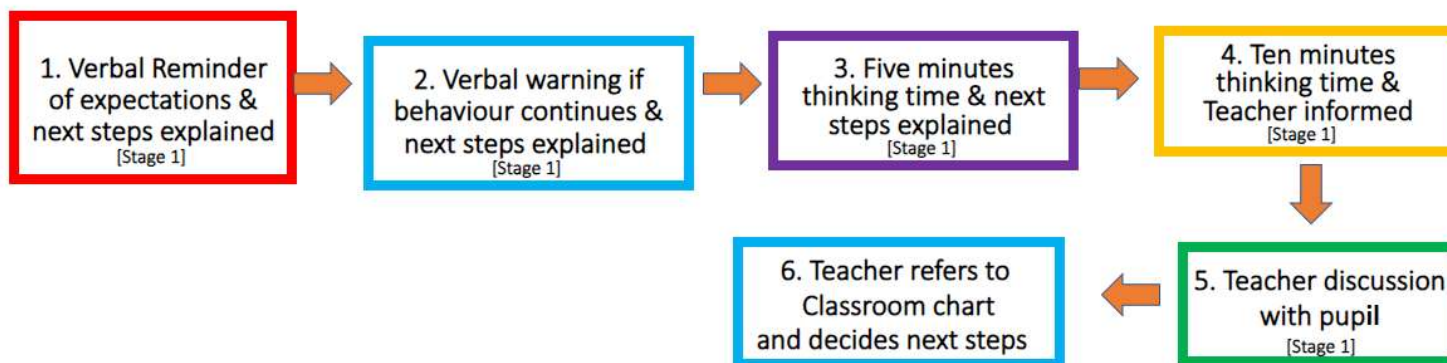 1. Verbal Reminder
of expectations &
next steps explained
[Stage 1]
2. Verbal warning if
behaviour continues &
next steps explained
[Stage 1]
3. Five minutes
thinking time & next
steps explained
[Stage 1]
4. Ten minutes
thinking time &
Teacher informed
[Stage 1]
5. Teacher discussion
with pupil
[Stage 1]
6. Teacher refers to
Classroom chart
and decides next steps